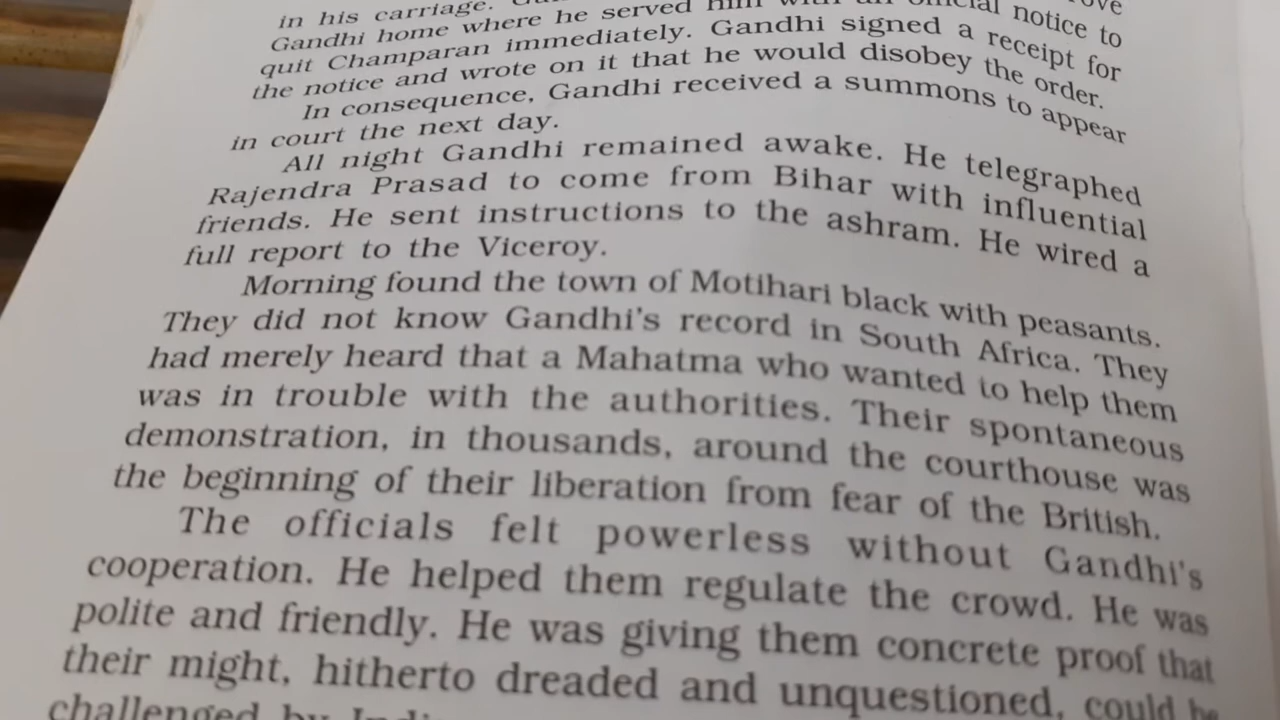 in his carriage.
Gandhi home where he served him with an official notice to
quit Champaran immediately. Gandhi signed a receipt for
the notice and wrote on it that he would disobey the order.
In consequence, Gandhi received a summons to appear
in court the next day.
All night Gandhi remained awake. He telegraphed
Rajendra Prasad to come from Bihar with influential
friends. He sent instructions to the ashram. He wired a
full report to the Viceroy.
Morning found the town of Motihari black with peasants.
They did not know Gandhi's record in South Africa. They
had merely heard that a Mahatma who wanted to help them
was in trouble with the authorities. Their spontaneous
demonstration, in thousands, around the courthouse was
the beginning of their liberation from fear of the British.
The officials felt powerless without Gandhi's
cooperation. He helped them regulate the crowd. He was
polite and friendly. He was giving them concrete proof that
their might, hitherto dreaded and unquestioned, could be
challenged by